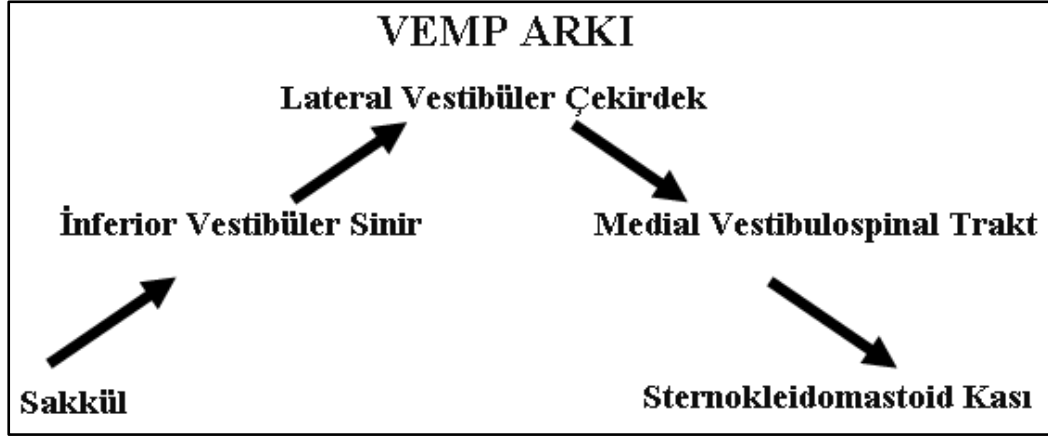 VEMP ARKI
Lateral Vestibüler Çekirdek
İnferior Vestibüler Sinir
Medial Vestibulospinal Trakt
Sakkül
Sternokleidomastoid Kası